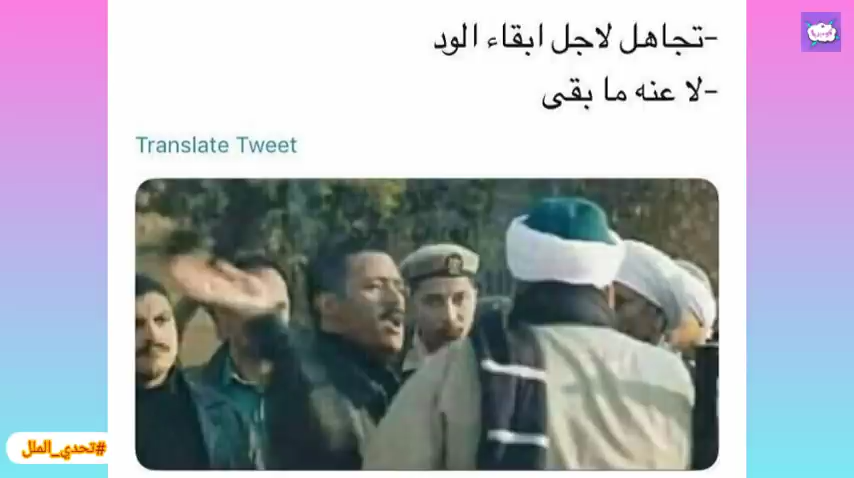 -تجاهل لاجل ابقاء الود
-لا عنه ما بقى
Translate Tweet
#تحدي_الملل